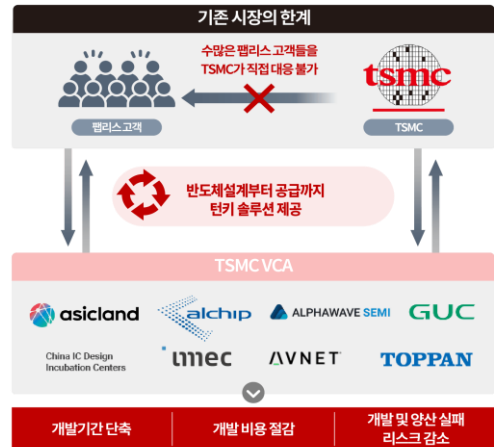 기존 시장의 한계
수많은 팹리스 고객들을
TSMC가 직접 대응 불가
tsmc
팹리스 고객
TSMC
반도체설계부터 공급까지
턴키 솔루션 제공
TSMC VCA
asicland
alchip
ALPHAWAVE SEMI
GUC
China IC Design
Incubation Centers
imec
AVNET
TOPPAN
개발기간 단축
개발 비용 절감
개발 및 양산 실패
리스크 감소